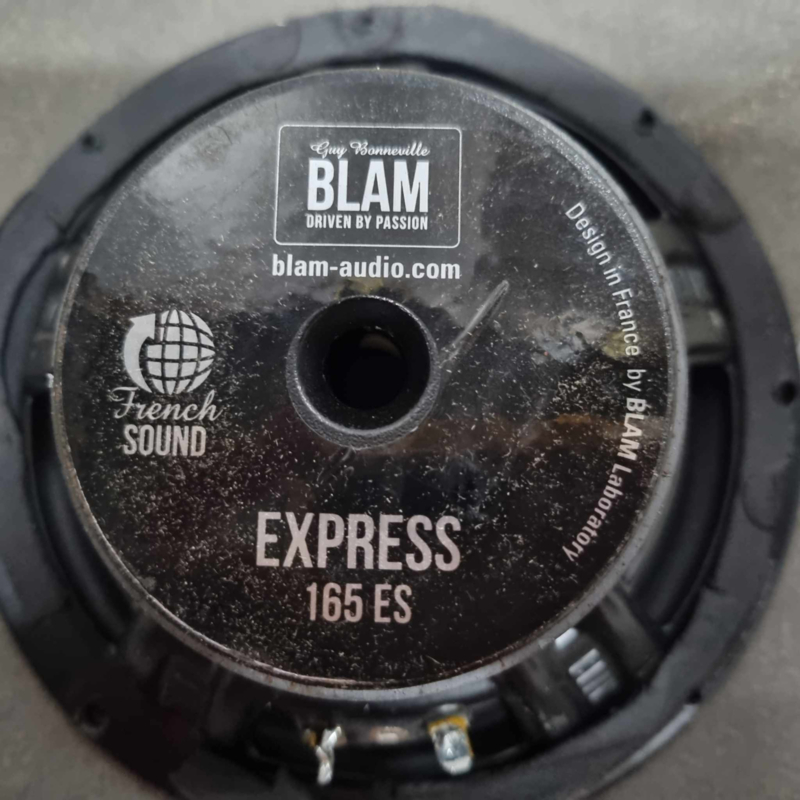 Guy Bonneville
BLAM
DRIVEN BY PASSION
blam-audio.com
Design in France by BLAM Laboratory
French
SOUND
EXPRESS
165 ES